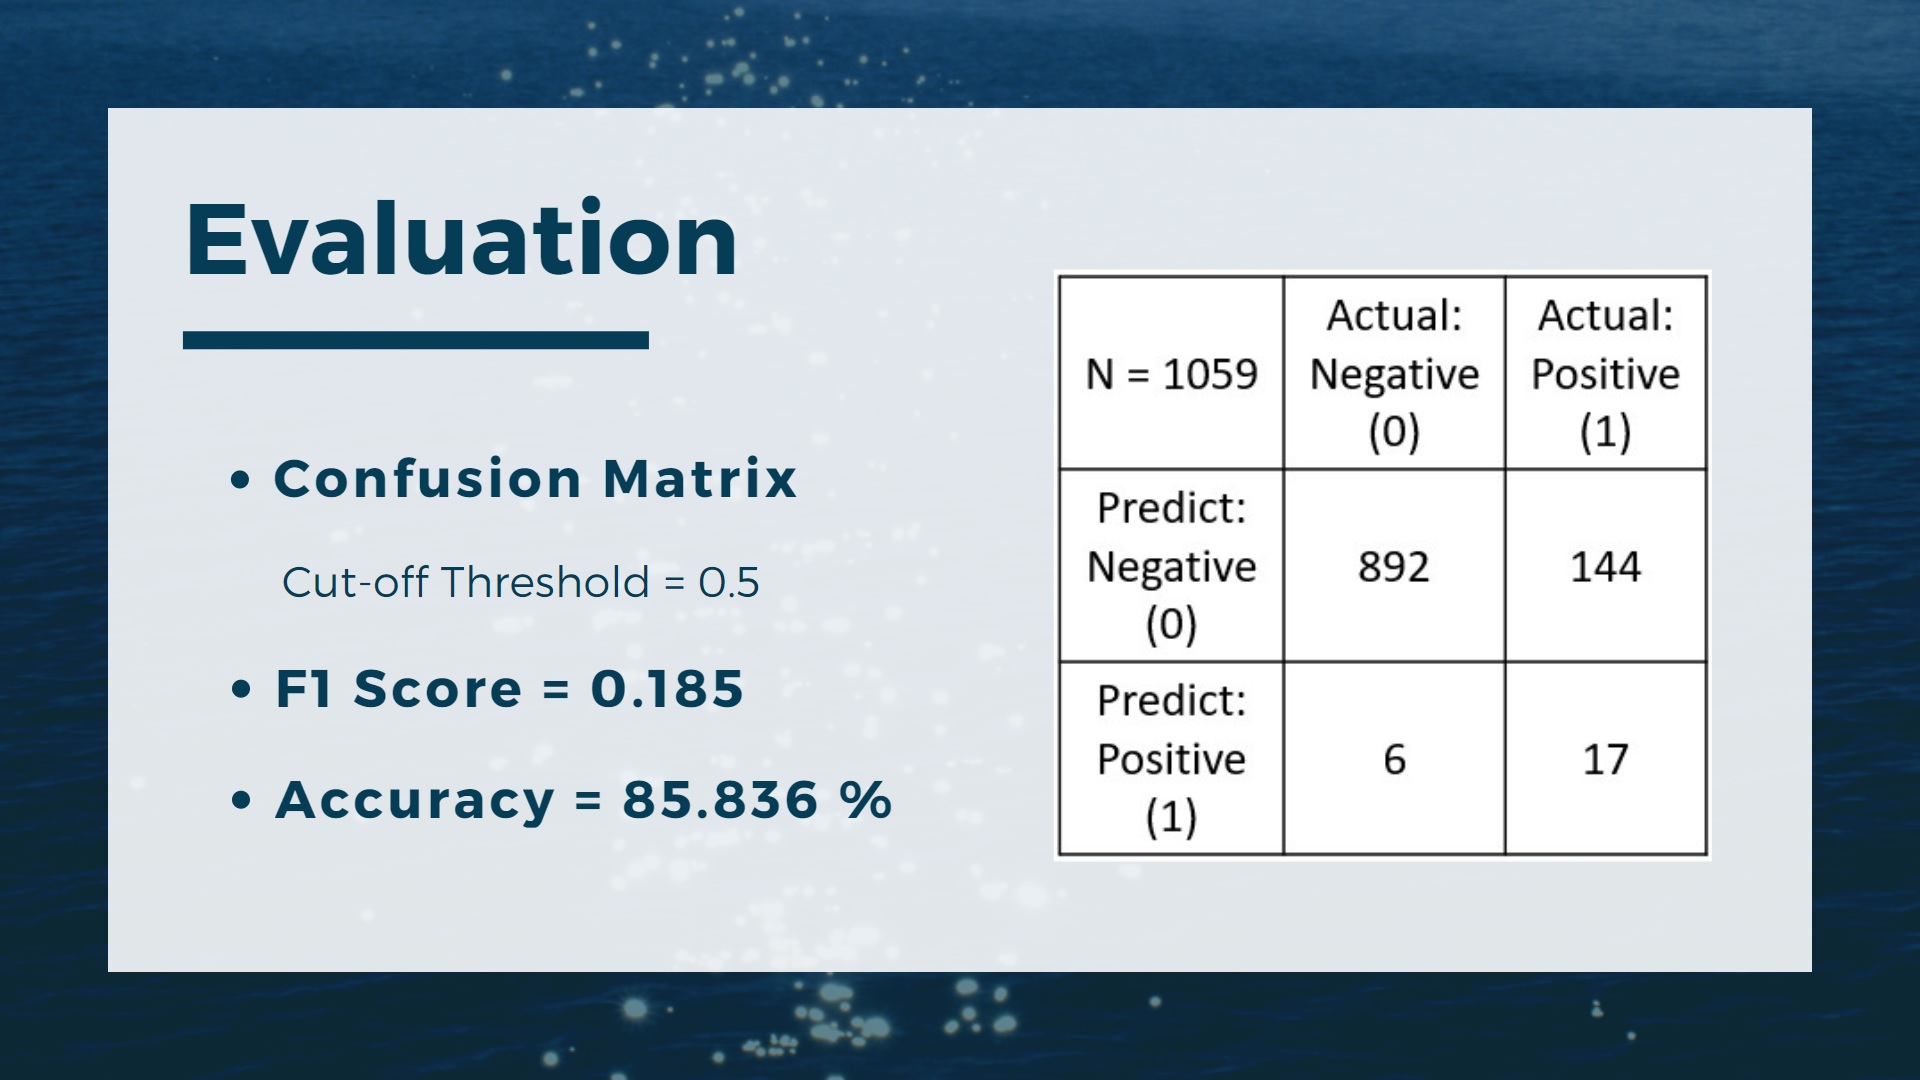 Evaluation
• Confusion Matrix
Cut-off Threshold = 0.5
• F1 Score = 0.185
• Accuracy = 85.836 %
N = 1059
Actual:
Negative
(0)
Actual:
Positive
(1)
Predict:
Negative
(0)
892
144
Predict:
Positive
(1)
6
17